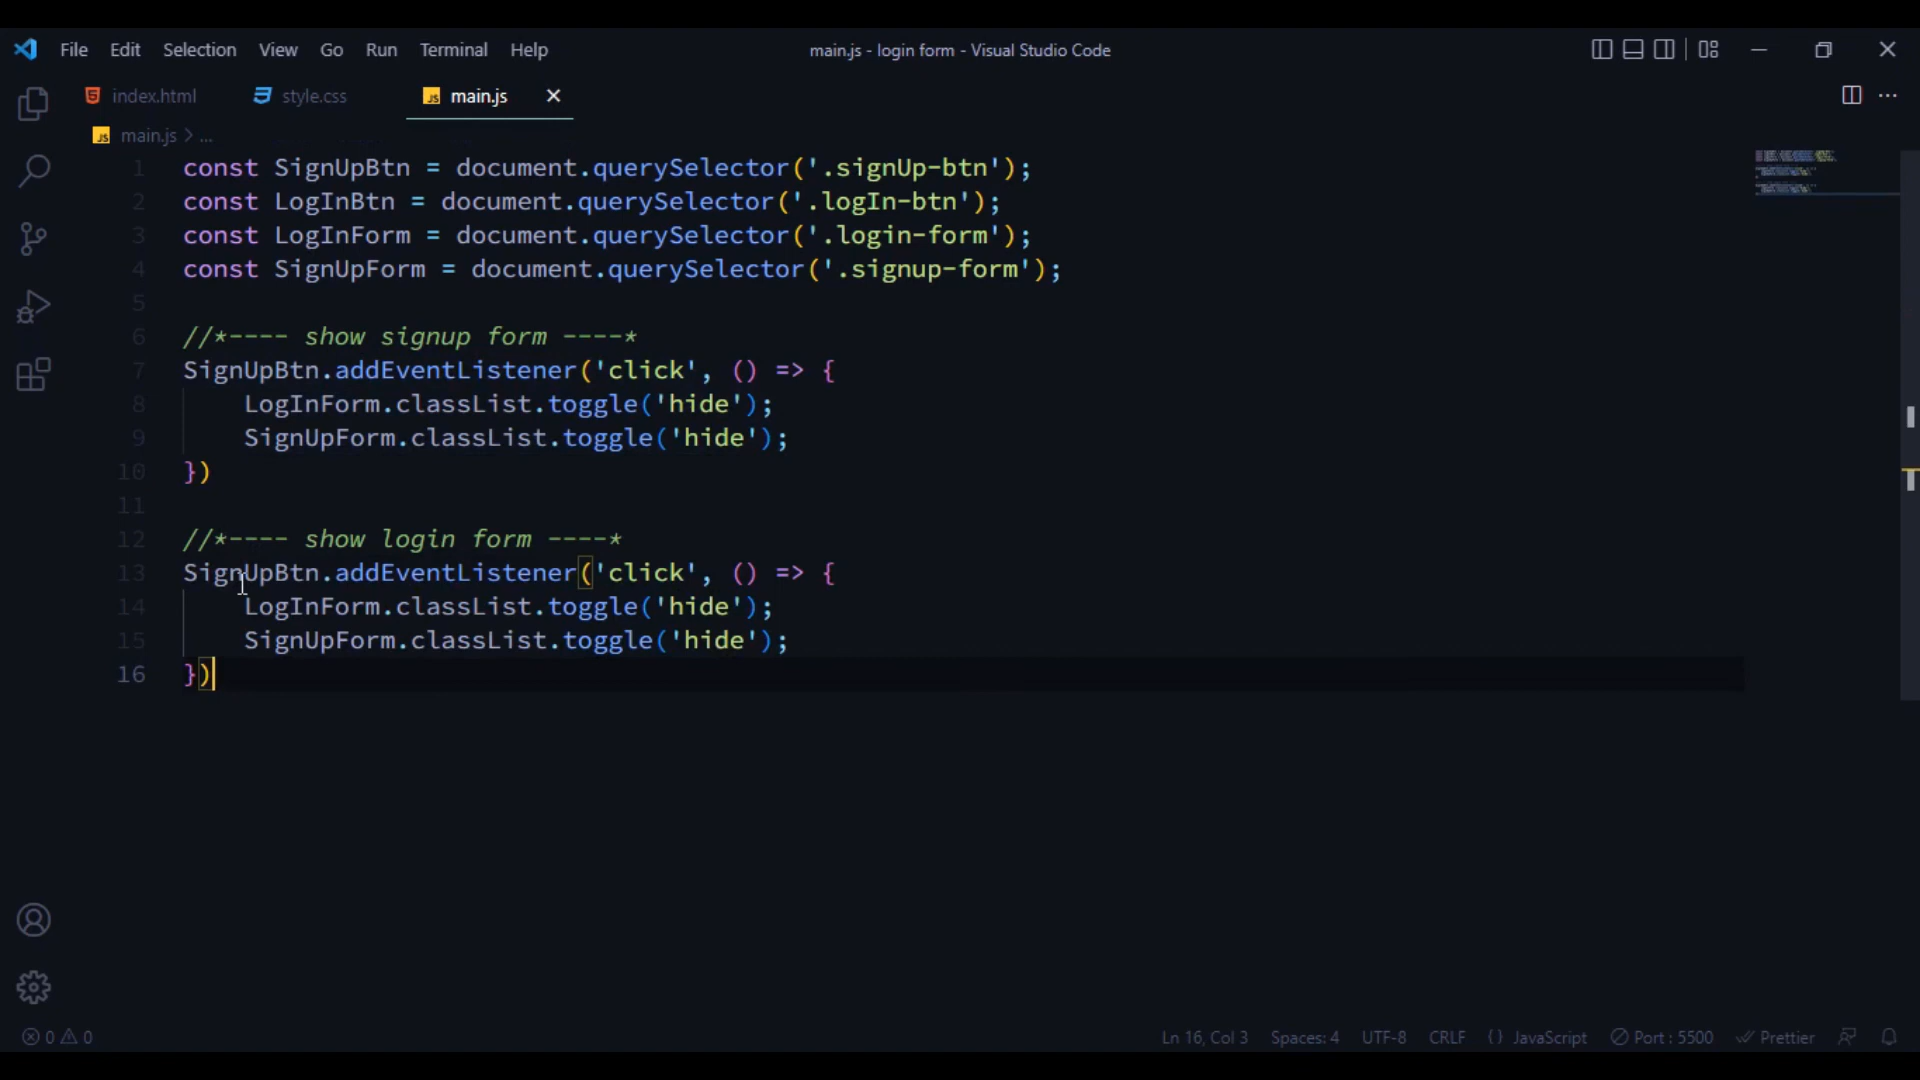 File Edit Selection View Go Run Terminal Help main.js - login form - Visual Studio Code
index.html style.css JS main.js
JS main.js > ...
1 const SignUpBtn = document.querySelector('.signUp-btn');
2 const LogInBtn = document.querySelector('.logIn-btn');
3 const LogInForm = document.querySelector('.login-form');
4 const SignUpForm = document.querySelector('.signup-form');
5
6 //*---- show signup form ----*
7 SignUpBtn.addEventListener('click', () => {
8     LogInForm.classList.toggle('hide');
9     SignUpForm.classList.toggle('hide');
10 })
11
12 //*---- show login form ----*
13 SignUpBtn.addEventListener('click', () => {
14     LogInForm.classList.toggle('hide');
15     SignUpForm.classList.toggle('hide');
16 })
0 0 Ln 16, Col 3 Spaces: 4 UTF-8 CRLF {} JavaScript Port : 5500 Prettier